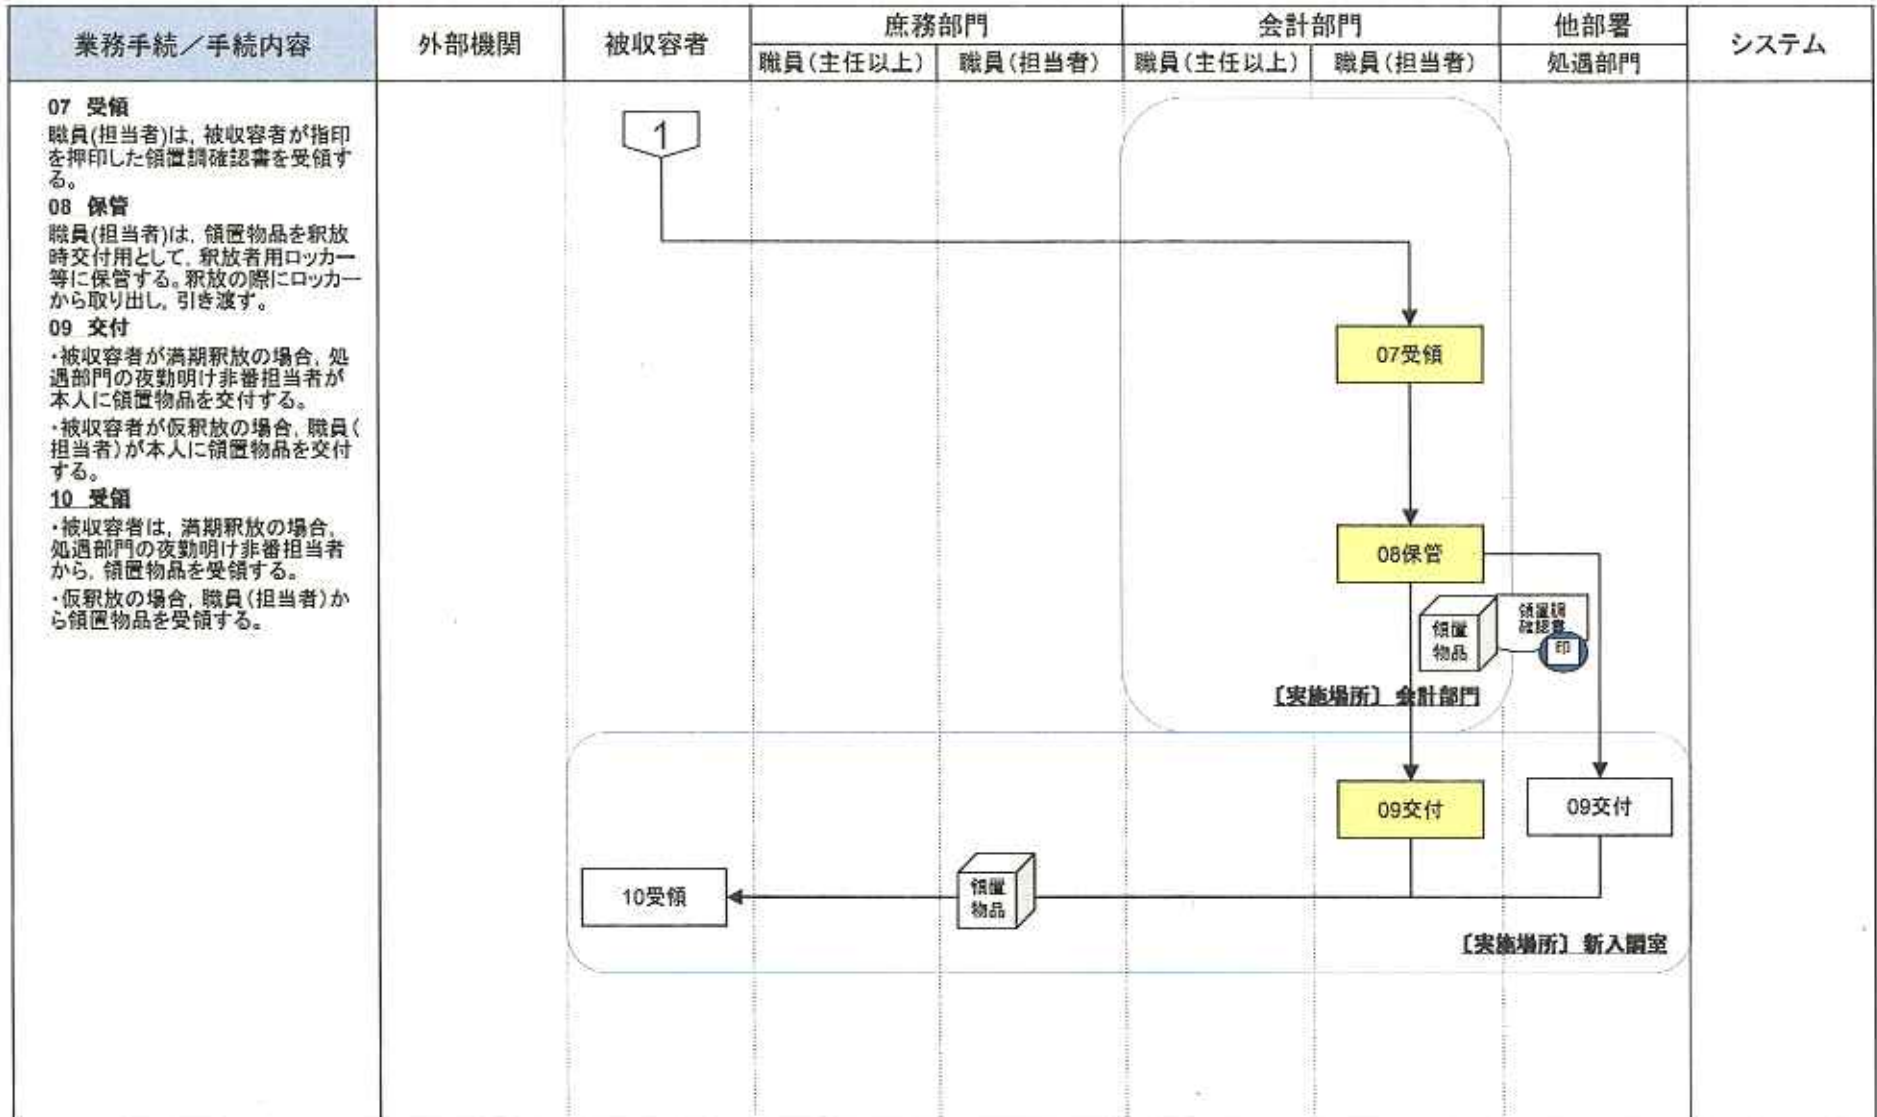 業務手続／手続内容
外部機関
被収容者
庶務部門
職員(主任以上)
職員(担当者)
会計部門
職員(主任以上)
職員(担当者)
他部署
処遇部門
システム
07 受領
職員(担当者)は, 被収容者が指印
を押印した領置調確認書を受領す
る。
08 保管
職員(担当者)は, 領置物品を釈放
時交付用として, 釈放者用ロッカー
等に保管する。釈放の際にロッカー
から取り出し, 引き渡す。
09 交付
・被収容者が満期釈放の場合, 処
遇部門の夜勤明け非番担当者が
本人に領置物品を交付する。
・被収容者が仮釈放の場合, 職員(
担当者)が本人に領置物品を交付
する。
10 受領
・被収容者は, 満期釈放の場合,
処遇部門の夜勤明け非番担当者
から, 領置物品を受領する。
・仮釈放の場合, 職員(担当者)か
ら領置物品を受領する。
1
07受領
08保管
領置
物品
領置調
確認書
印
〔実施場所〕 会計部門
09交付
09交付
10受領
領置
物品
〔実施場所〕 新入調室